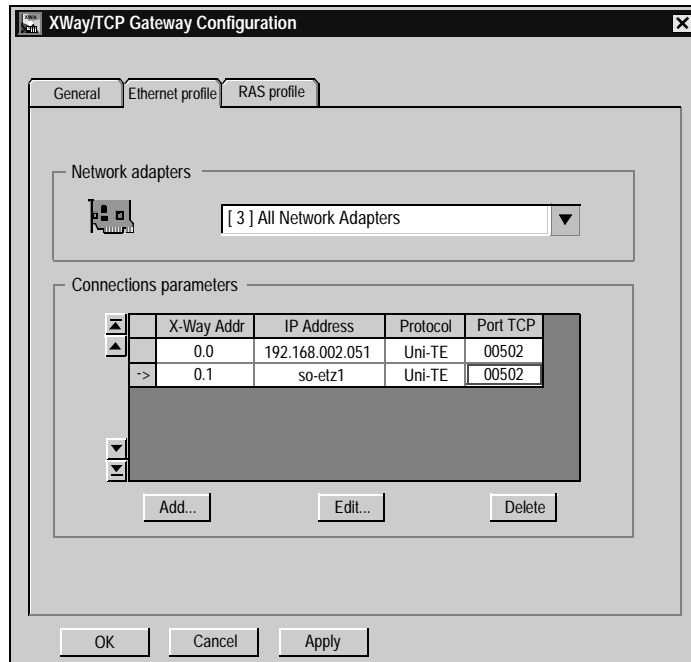 XWay/TCP Gateway Configuration
General Ethernet profile RAS profile
Network adapters
[ 3 ] All Network Adapters
Connections parameters
X-Way Addr IP Address Protocol Port TCP
0.0 192.168.002.051 Uni-TE 00502
-> 0.1 so-etz1 Uni-TE 00502
Add... Edit... Delete
OK Cancel Apply